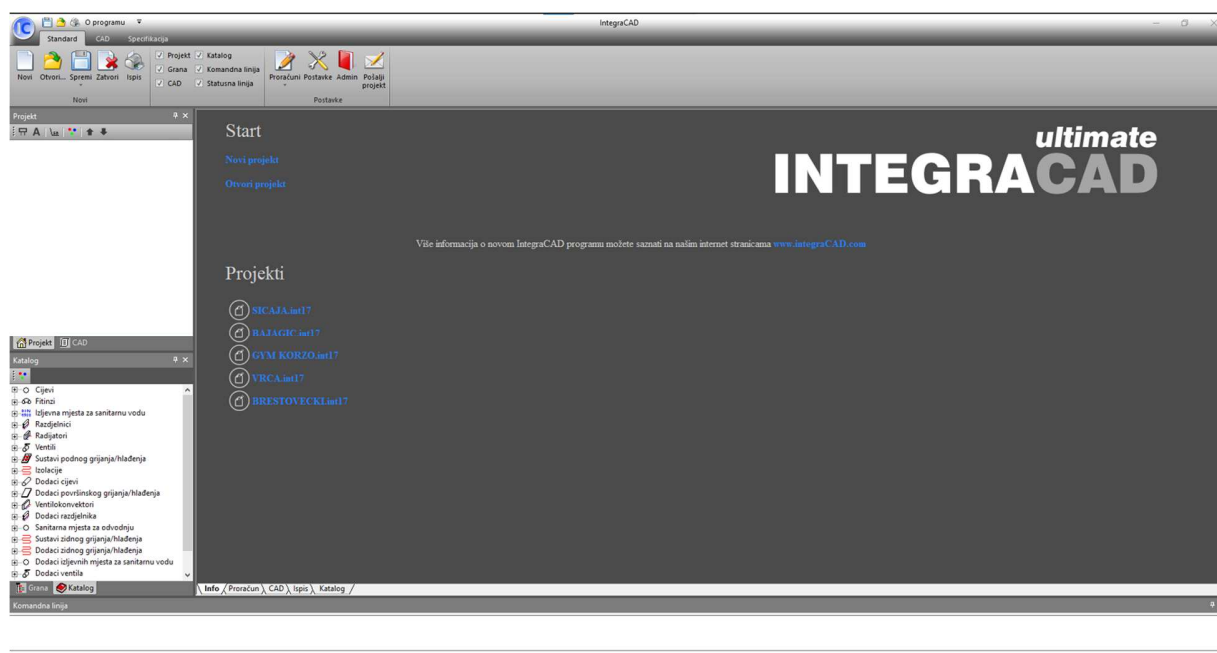 O programu
IntegraCAD
Standard CAD Specifikacija
Novi Otvori... Spremi Zatvori Ispis
Projekt Katalog
Grana Komandna linija
CAD Statusna linija
Proračuni Postavke Admin Pošalji projekt
Novi Postavke
Projekt
Start
Novi projekt
Otvori projekt
ultimate
INTEGRACAD
Više informacija o novom IntegraCAD programu možete saznati na našim internet stranicama www.integraCAD.com
Projekti
SICAJA.int17
BAJAGIC.int17
GYM KORZO.int17
VRCA.int17
BRESTOVECKI.int17
Projekt CAD
Katalog
Cijevi
Fitinzi
Izljevna mjesta za sanitarnu vodu
Razdjelnici
Radijatori
Ventili
Sustavi podnog grijanja/hlađenja
Izolacije
Dodaci cijevi
Dodaci površinskog grijanja/hlađenja
Ventilokonvektori
Dodaci razdjelnika
Sanitarna mjesta za odvodnju
Sustavi zidnog grijanja/hlađenja
Dodaci zidnog grijanja/hlađenja
Dodaci izljevnih mjesta za sanitarnu vodu
Dodaci ventila
Grana Katalog
Info Proračun CAD Ispis Katalog
Komandna linija